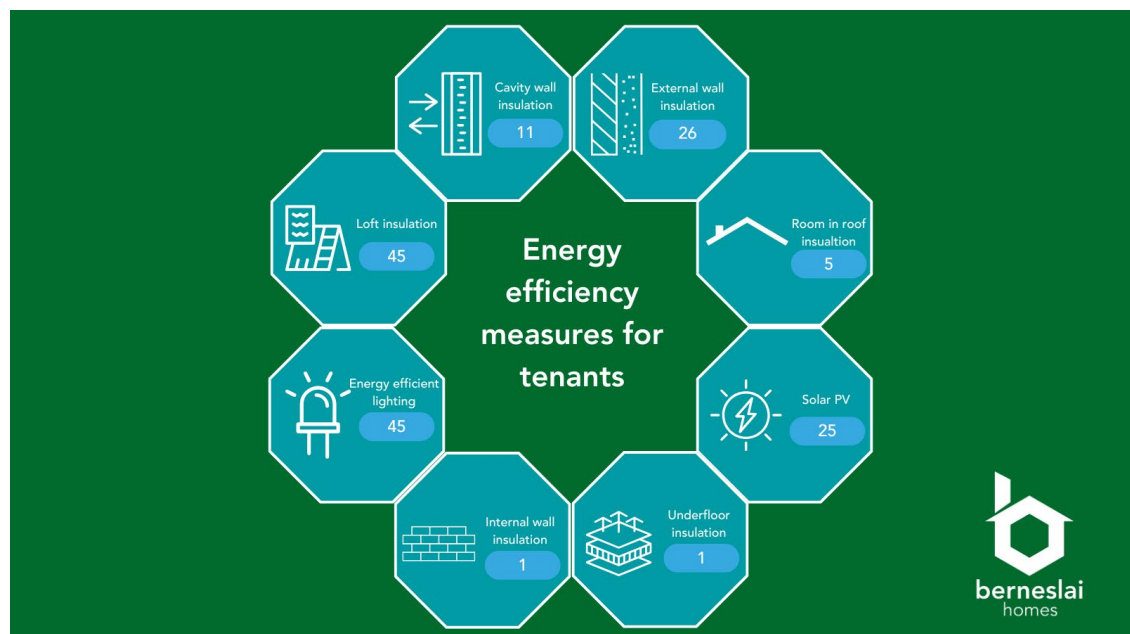 Cavity wall
insulation
11
External wall
insulation
26
Loft insulation
45
Room in roof
insualtion
5
Energy
efficiency
measures for
tenants
Energy efficient
lighting
45
Solar PV
25
Internal wall
insulation
1
Underfloor
insulation
1
berneslai
homes